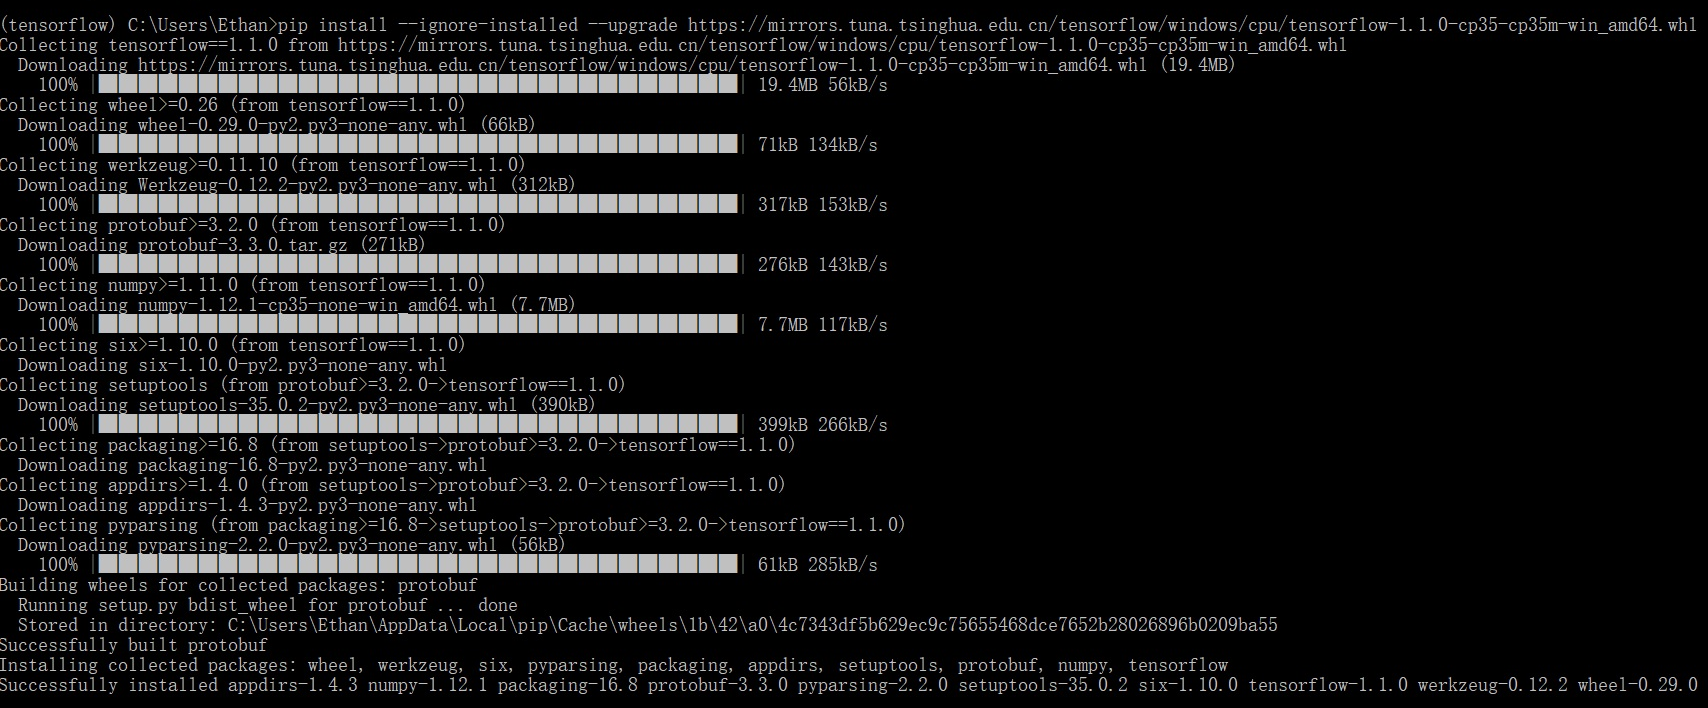 (tensorflow) C:\Users\Ethan>pip install --ignore-installed --upgrade https://mirrors.tuna.tsinghua.edu.cn/tensorflow/windows/cpu/tensorflow-1.1.0-cp35-cp35m-win_amd64.whl
Collecting tensorflow==1.1.0 from https://mirrors.tuna.tsinghua.edu.cn/tensorflow/windows/cpu/tensorflow-1.1.0-cp35-cp35m-win_amd64.whl
  Downloading https://mirrors.tuna.tsinghua.edu.cn/tensorflow/windows/cpu/tensorflow-1.1.0-cp35-cp35m-win_amd64.whl (19.4MB)
    100% |████████████████████████████████| 19.4MB 56kB/s
Collecting wheel>=0.26 (from tensorflow==1.1.0)
  Downloading wheel-0.29.0-py2.py3-none-any.whl (66kB)
    100% |████████████████████████████████| 71kB 134kB/s
Collecting werkzeug>=0.11.10 (from tensorflow==1.1.0)
  Downloading Werkzeug-0.12.2-py2.py3-none-any.whl (312kB)
    100% |████████████████████████████████| 317kB 153kB/s
Collecting protobuf>=3.2.0 (from tensorflow==1.1.0)
  Downloading protobuf-3.3.0.tar.gz (271kB)
    100% |████████████████████████████████| 276kB 143kB/s
Collecting numpy>=1.11.0 (from tensorflow==1.1.0)
  Downloading numpy-1.12.1-cp35-none-win_amd64.whl (7.7MB)
    100% |████████████████████████████████| 7.7MB 117kB/s
Collecting six>=1.10.0 (from tensorflow==1.1.0)
  Downloading six-1.10.0-py2.py3-none-any.whl
Collecting setuptools (from protobuf>=3.2.0->tensorflow==1.1.0)
  Downloading setuptools-35.0.2-py2.py3-none-any.whl (390kB)
    100% |████████████████████████████████| 399kB 266kB/s
Collecting packaging>=16.8 (from setuptools->protobuf>=3.2.0->tensorflow==1.1.0)
  Downloading packaging-16.8-py2.py3-none-any.whl
Collecting appdirs>=1.4.0 (from setuptools->protobuf>=3.2.0->tensorflow==1.1.0)
  Downloading appdirs-1.4.3-py2.py3-none-any.whl
Collecting pyparsing (from packaging>=16.8->setuptools->protobuf>=3.2.0->tensorflow==1.1.0)
  Downloading pyparsing-2.2.0-py2.py3-none-any.whl (56kB)
    100% |████████████████████████████████| 61kB 285kB/s
Building wheels for collected packages: protobuf
  Running setup.py bdist_wheel for protobuf ... done
  Stored in directory: C:\Users\Ethan\AppData\Local\pip\Cache\wheels\1b\42\a0\4c7343df5b629ec9c75655468dce7652b28026896b0209ba55
Successfully built protobuf
Installing collected packages: wheel, werkzeug, six, pyparsing, packaging, appdirs, setuptools, protobuf, numpy, tensorflow
Successfully installed appdirs-1.4.3 numpy-1.12.1 packaging-16.8 protobuf-3.3.0 pyparsing-2.2.0 setuptools-35.0.2 six-1.10.0 tensorflow-1.1.0 werkzeug-0.12.2 wheel-0.29.0